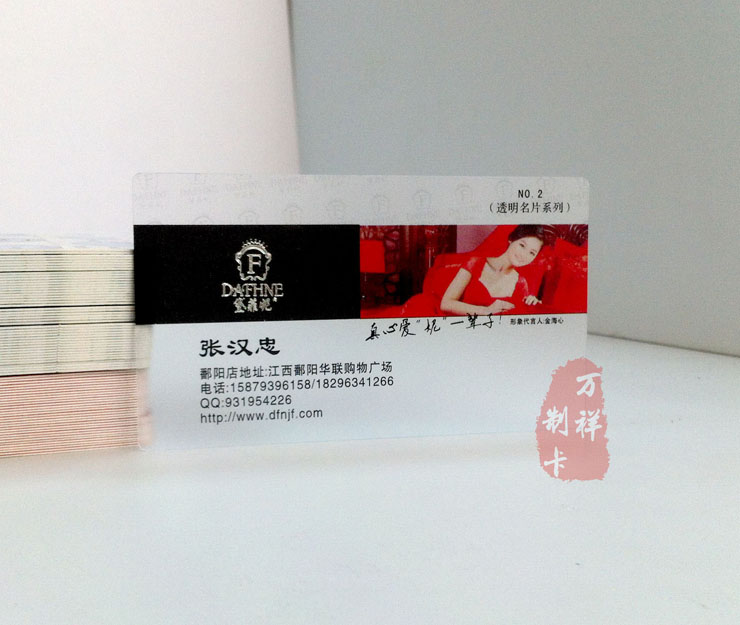 NO.2
(透明名片系列)
F
DAFHNE
黛菲妮
真心爱"妮"一辈子!
形象代言人:金海心
张汉忠
鄱阳店地址:江西鄱阳华联购物广场
电话:15879396158/18296341266
QQ:931954226
http://www.dfnjf.com
万祥
制卡